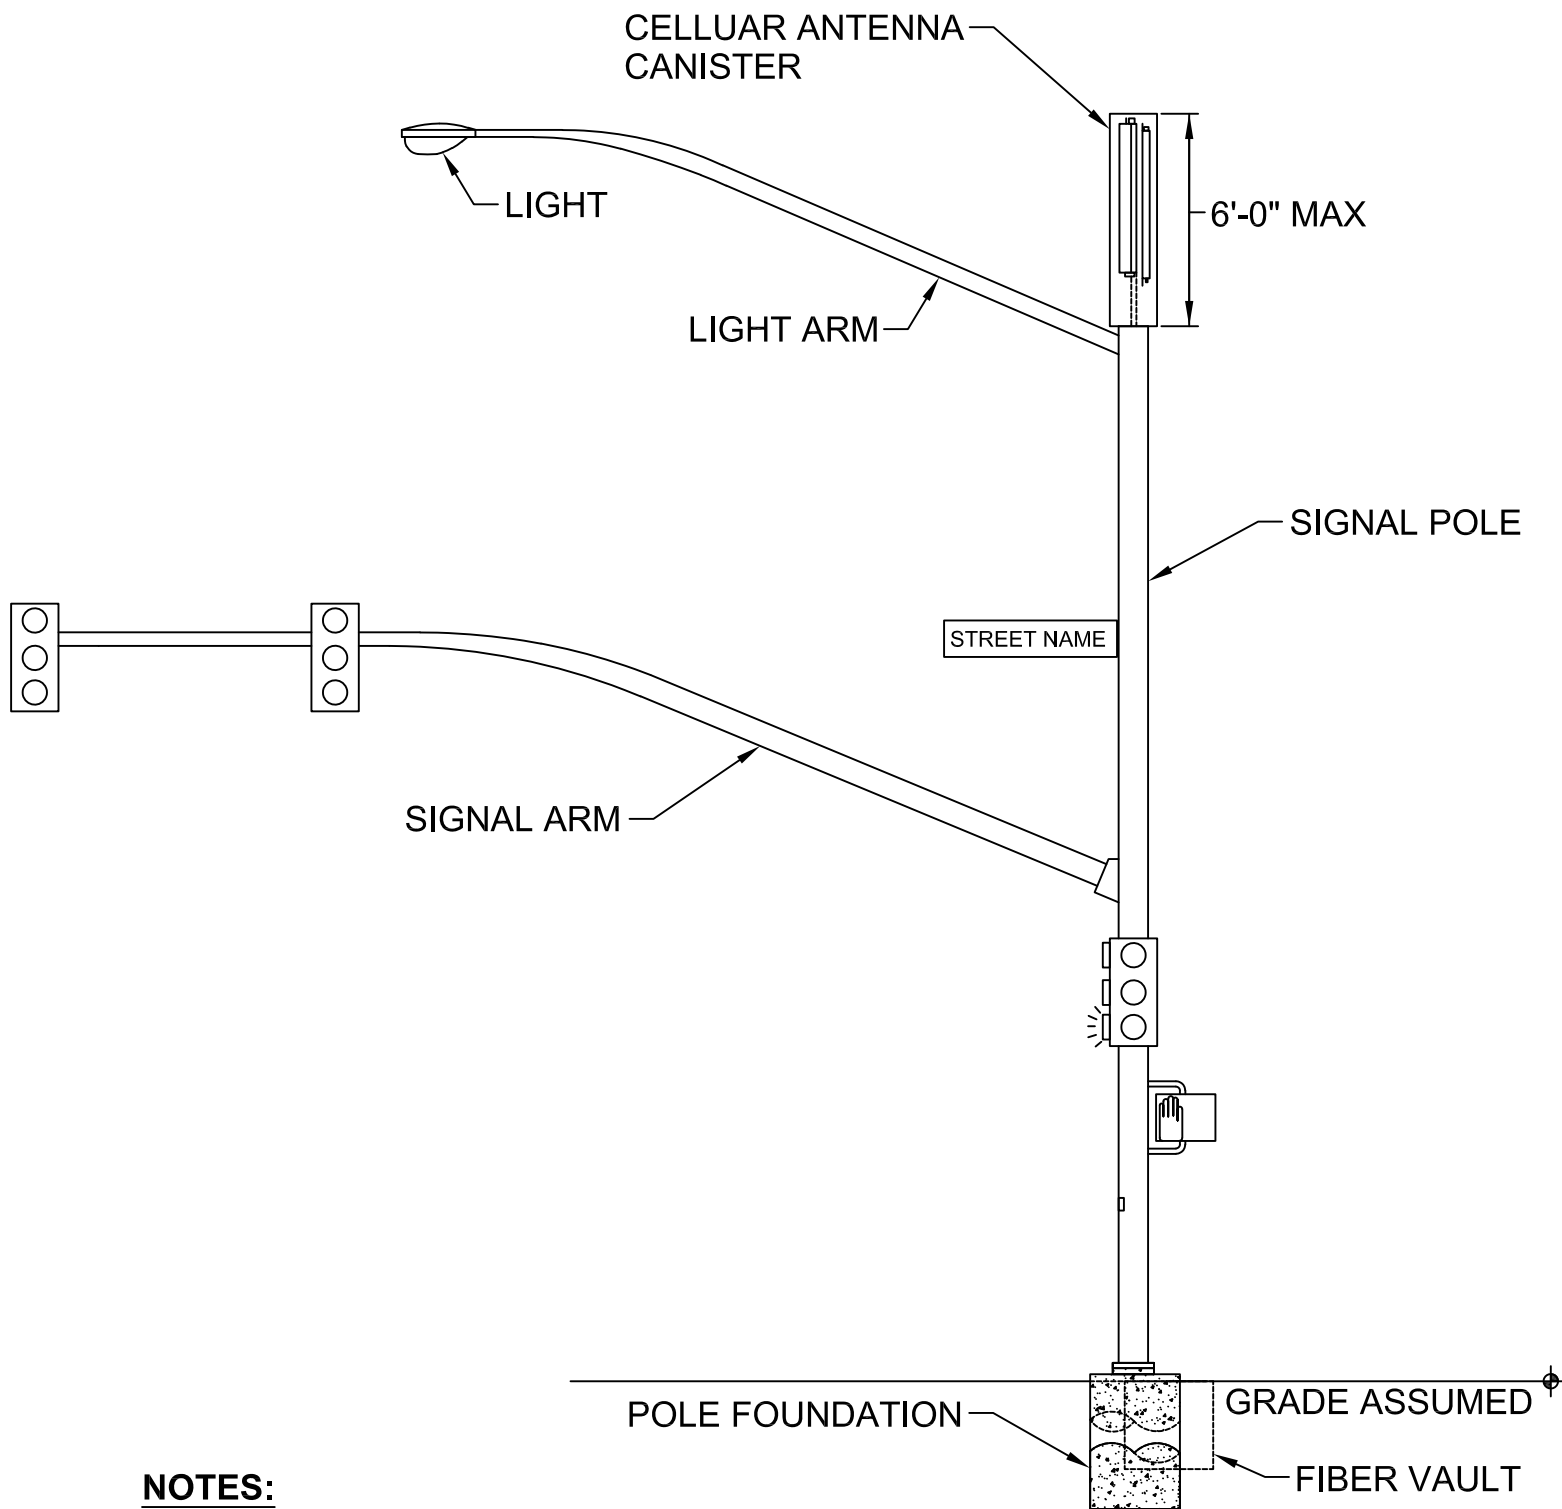 CELLUAR ANTENNA
CANISTER
LIGHT
6'-0" MAX
LIGHT ARM
SIGNAL POLE
STREET NAME
SIGNAL ARM
GRADE ASSUMED
POLE FOUNDATION
FIBER VAULT
NOTES: